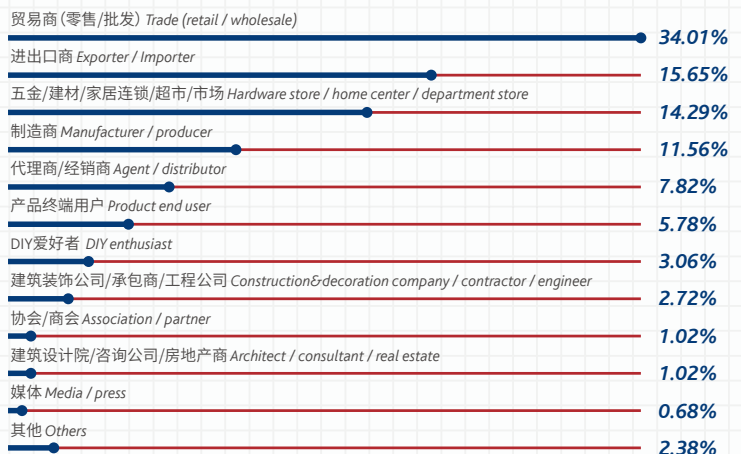 贸易商（零售/批发）Trade (retail / wholesale)
34.01%
进出口商 Exporter / Importer
15.65%
五金/建材/家居连锁/超市/市场 Hardware store / home center / department store
14.29%
制造商 Manufacturer / producer
11.56%
代理商/经销商 Agent / distributor
7.82%
产品终端用户 Product end user
5.78%
DIY爱好者 DIY enthusiast
3.06%
建筑装饰公司/承包商/工程公司 Construction&decoration company / contractor / engineer
2.72%
协会/商会 Association / partner
1.02%
建筑设计院/咨询公司/房地产商 Architect / consultant / real estate
1.02%
媒体 Media / press
0.68%
其他 Others
2.38%